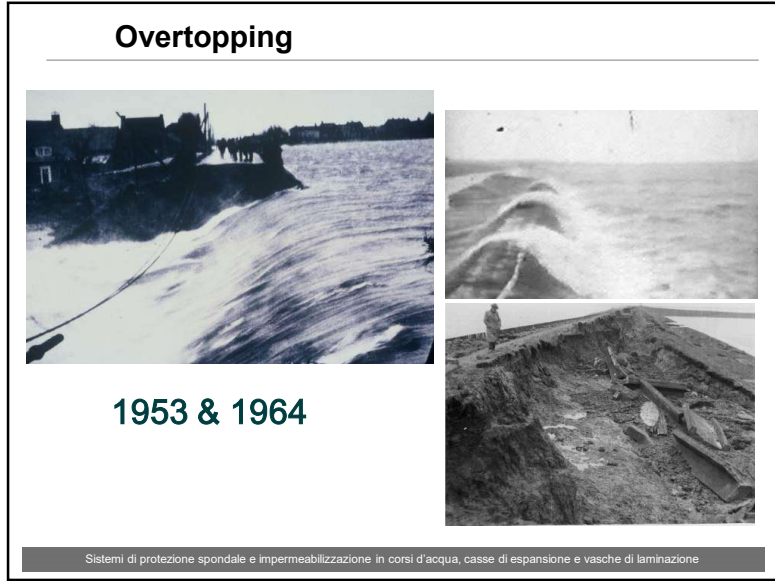 Overtopping
1953 & 1964
Sistemi di protezione spondale e impermeabilizzazione in corsi d'acqua, casse di espansione e vasche di laminazione